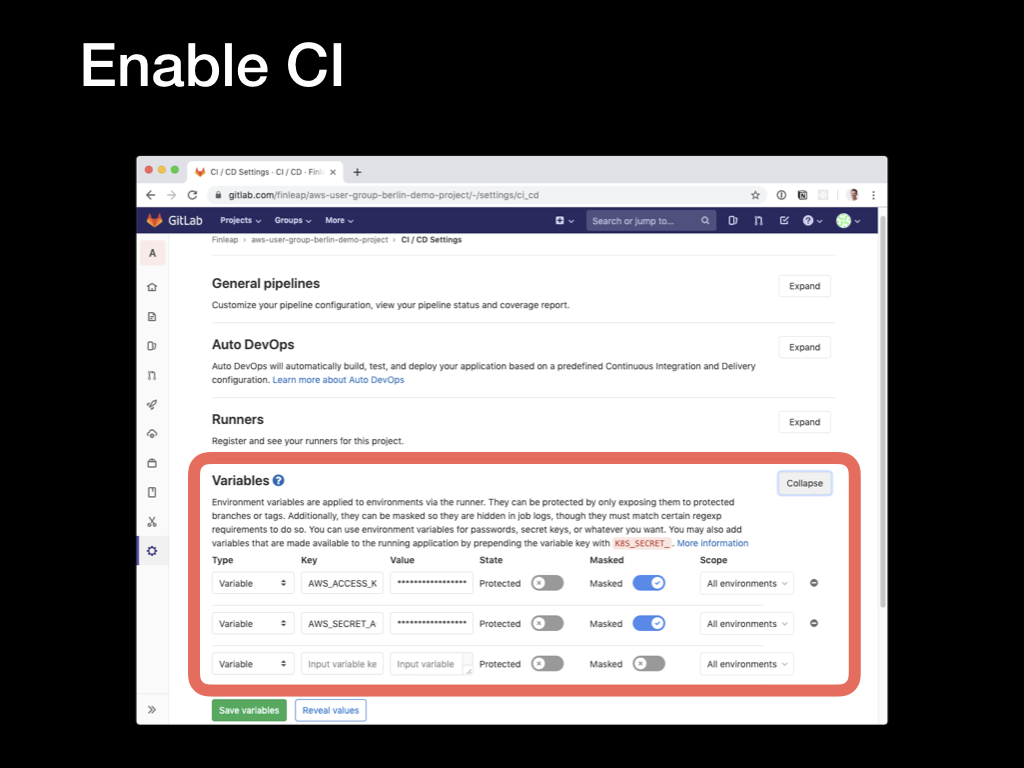 Enable CI
CI / CD Settings · CI / CD · Finl
gitlab.com/finleap/aws-user-group-berlin-demo-project/-/settings/ci_cd
GitLab Projects Groups More Search or jump to...
Finleap > aws-user-group-berlin-demo-project > CI / CD Settings
A
General pipelines
Expand
Customize your pipeline configuration, view your pipeline status and coverage report.
Auto DevOps
Expand
Auto DevOps will automatically build, test, and deploy your application based on a predefined Continuous Integration and Delivery
configuration. Learn more about Auto DevOps
Runners
Expand
Register and see your runners for this project.
Variables ?
Collapse
Environment variables are applied to environments via the runner. They can be protected by only exposing them to protected
branches or tags. Additionally, they can be masked so they are hidden in job logs, though they must match certain regexp
requirements to do so. You can use environment variables for passwords, secret keys, or whatever you want. You may also add
variables that are made available to the running application by prepending the variable key with K8S_SECRET_. More information
Type Key Value State Masked Scope
Variable AWS_ACCESS_K ***************** Protected Masked All environments
Variable AWS_SECRET_A ***************** Protected Masked All environments
Variable Input variable ke Input variable Protected Masked All environments
Save variables Reveal values